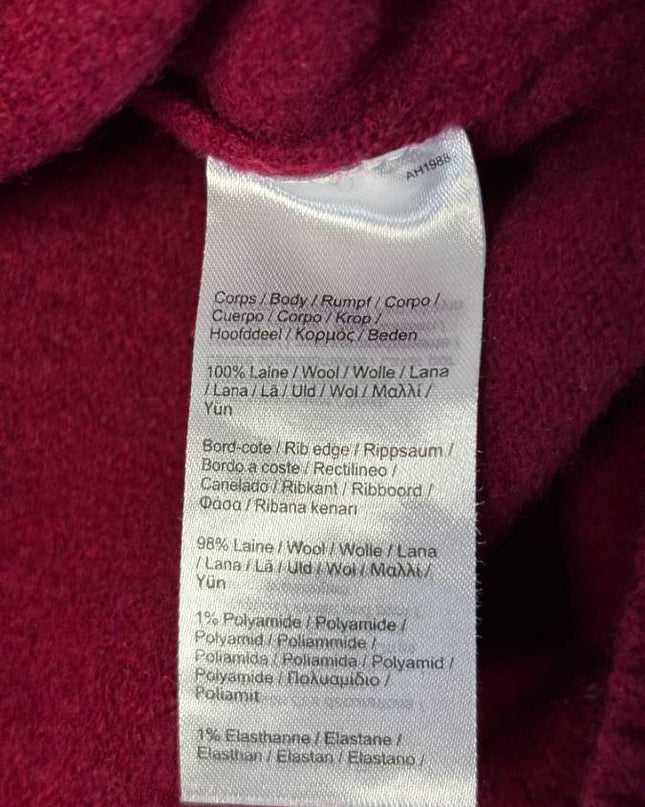 AH1988
Corps / Body / Rumpf / Corpo /
Cuerpo / Corpo / Krop /
Hoofddeel / Κορμός / Beden
100% Laine / Wool / Wolle / Lana
/ Lana / Lã / Uld / Wol / Μαλλί /
Yün
Bord-cote / Rib edge / Rippsaum /
Bordo a coste / Rectilineo /
Canelado / Ribkant / Ribboord /
Φάσα / Ribana kenarı
98% Laine / Wool / Wolle / Lana
/ Lana / Lã / Uld / Wol / Μαλλί /
Yün
1% Polyamide / Polyamide /
Polyamid / Poliammide /
Poliamida / Poliamida / Polyamid /
Polyamide / Πολυαμίδιο /
Poliamit
1% Elasthanne / Elastane /
Elasthan / Elastan / Elastano /